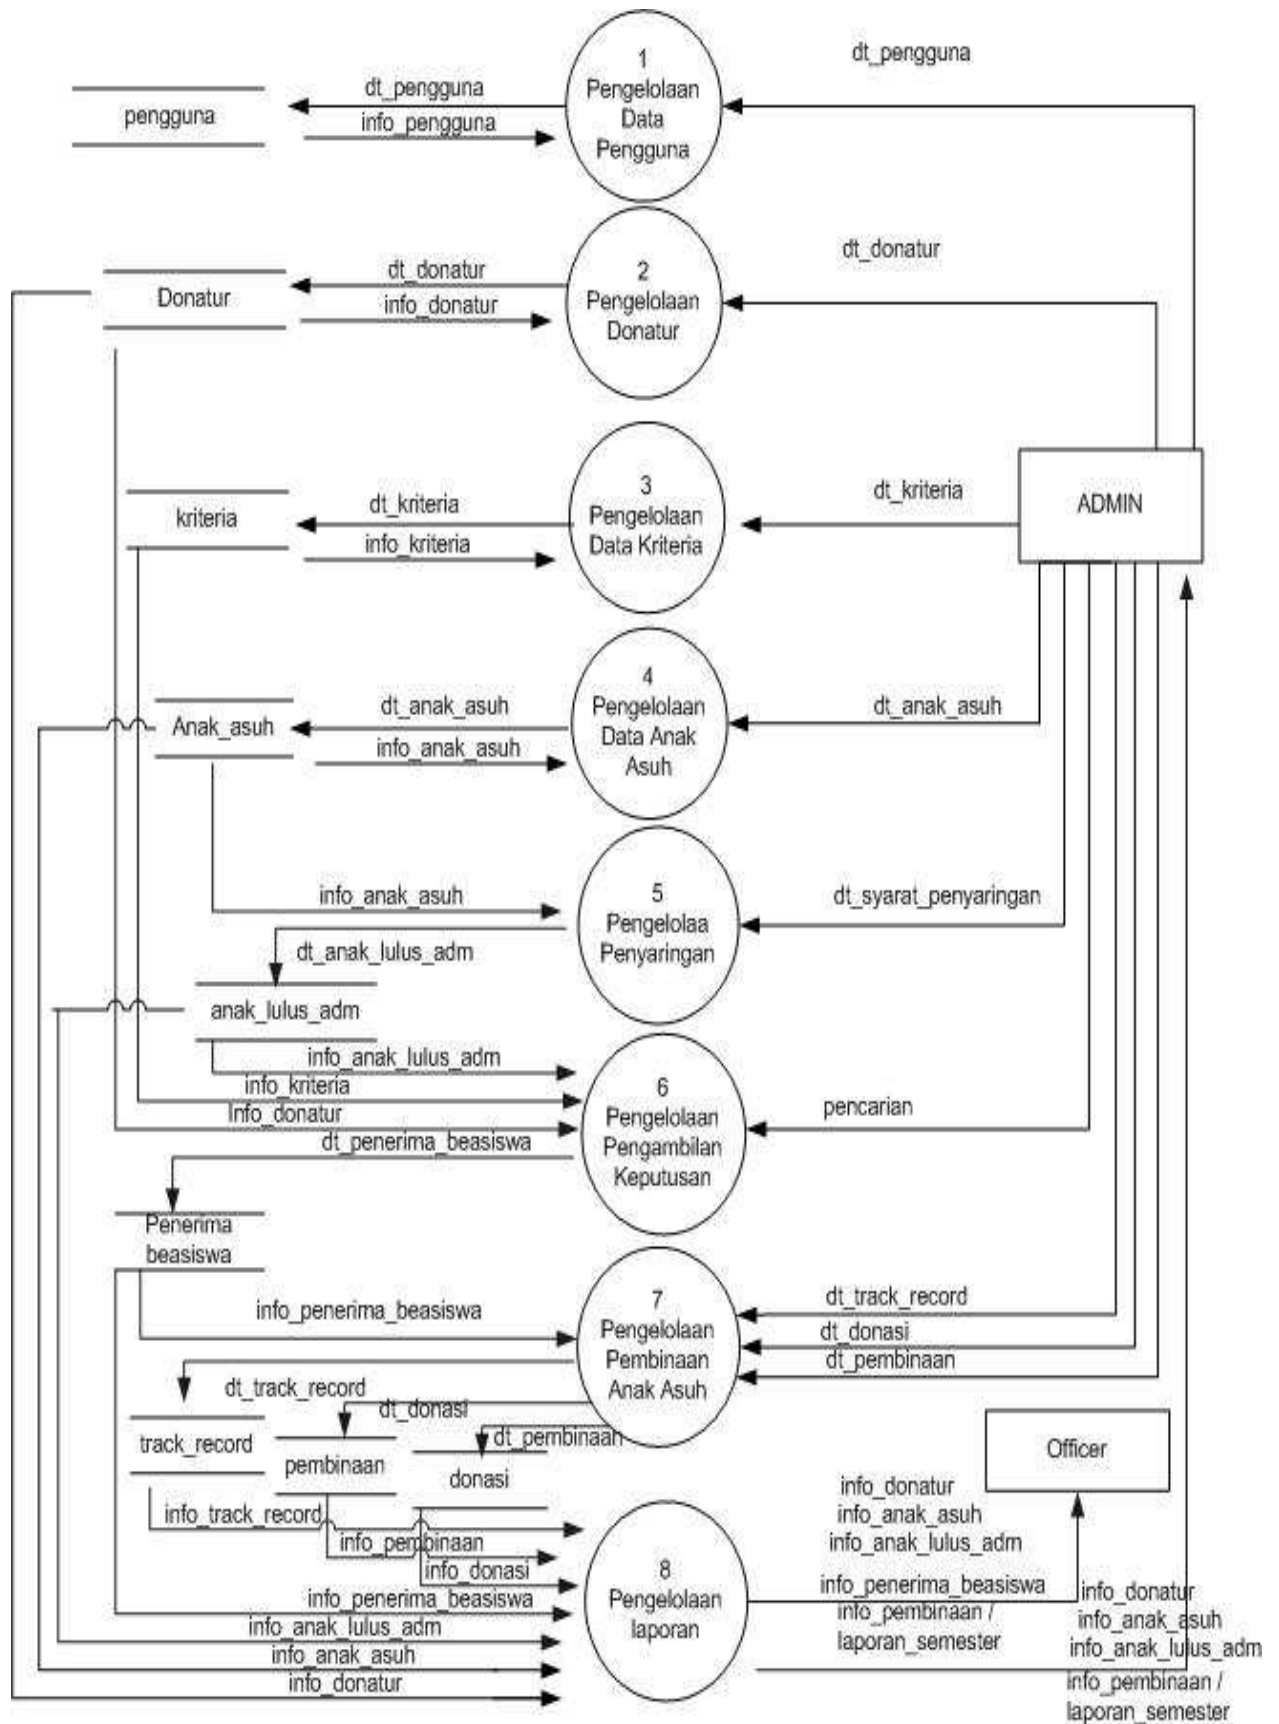 1
Pengelolaan
Data
Pengguna
dt_pengguna
dt_pengguna
info_pengguna
pengguna
2
Pengelolaan
Donatur
dt_donatur
dt_donatur
info_donatur
Donatur
3
Pengelolaan
Data Kriteria
dt_kriteria
dt_kriteria
info_kriteria
kriteria
ADMIN
4
Pengelolaan
Data Anak
Asuh
dt_anak_asuh
dt_anak_asuh
info_anak_asuh
Anak_asuh
5
Pengelolaa
Penyaringan
dt_syarat_penyaringan
info_anak_asuh
dt_anak_lulus_adm
anak_lulus_adm
info_anak_lulus_adm
info_kriteria
Info_donatur
dt_penerima_beasiswa
6
Pengelolaan
Pengambilan
Keputusan
pencarian
Penerima
beasiswa
info_penerima_beasiswa
7
Pengelolaan
Pembinaan
Anak Asuh
dt_track_record
dt_donasi
dt_pembinaan
dt_track_record
dt_donasi
dt_pembinaan
track_record
pembinaan
donasi
Officer
info_track_record
info_pembinaan
info_donasi
info_penerima_beasiswa
info_anak_lulus_adm
info_anak_asuh
info_donatur
8
Pengelolaan
laporan
info_donatur
info_anak_asuh
info_anak_lulus_adm
info_penerima_beasiswa
info_pembinaan /
laporan_semester
info_donatur
info_anak_asuh
info_anak_lulus_adm
info_pembinaan /
laporan_semester